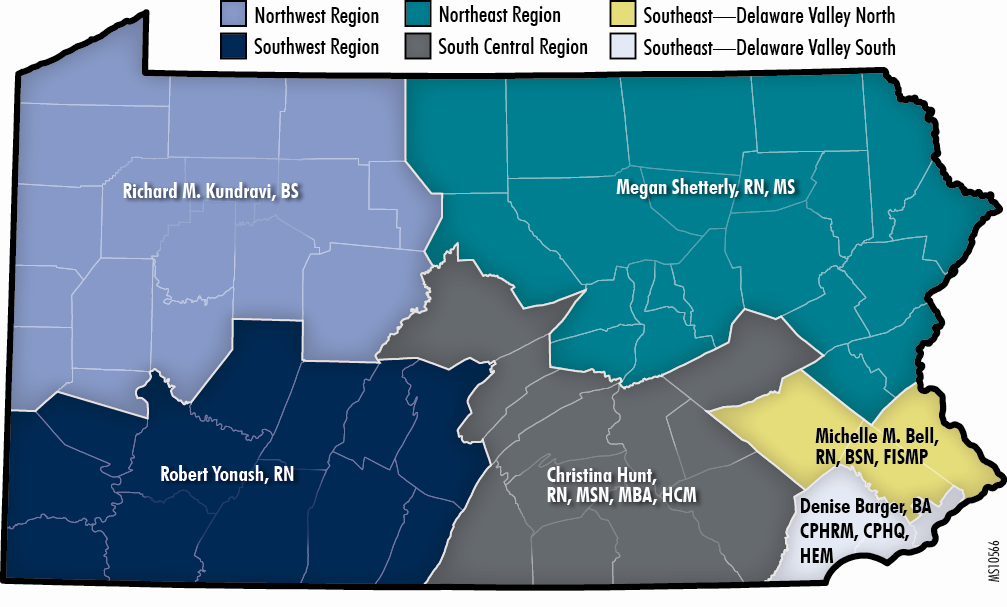 Northwest Region
Northeast Region
Southeast—Delaware Valley North
Southwest Region
South Central Region
Southeast—Delaware Valley South
Richard M. Kundravi, BS
Megan Shetterly, RN, MS
Michelle M. Bell,
RN, BSN, FISMP
Robert Yonash, RN
Christina Hunt,
RN, MSN, MBA, HCM
Denise Barger, BA
CPHRM, CPHQ,
HEM
MS10566